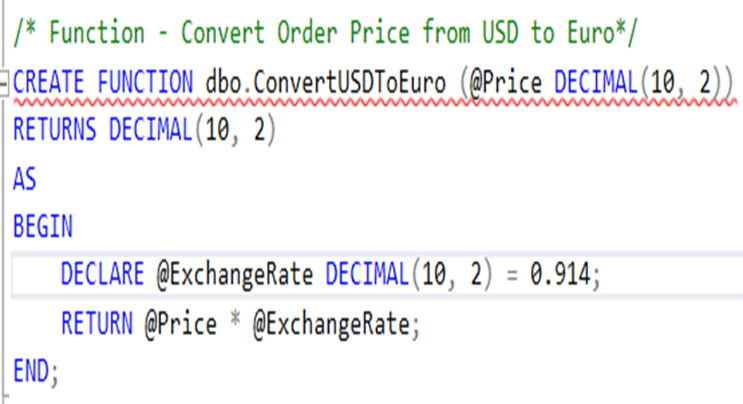 /* Function - Convert Order Price from USD to Euro*/
CREATE FUNCTION dbo.ConvertUSDToEuro (@Price DECIMAL(10, 2))
RETURNS DECIMAL(10, 2)
AS
BEGIN
    DECLARE @ExchangeRate DECIMAL(10, 2) = 0.914;
    RETURN @Price * @ExchangeRate;
END;